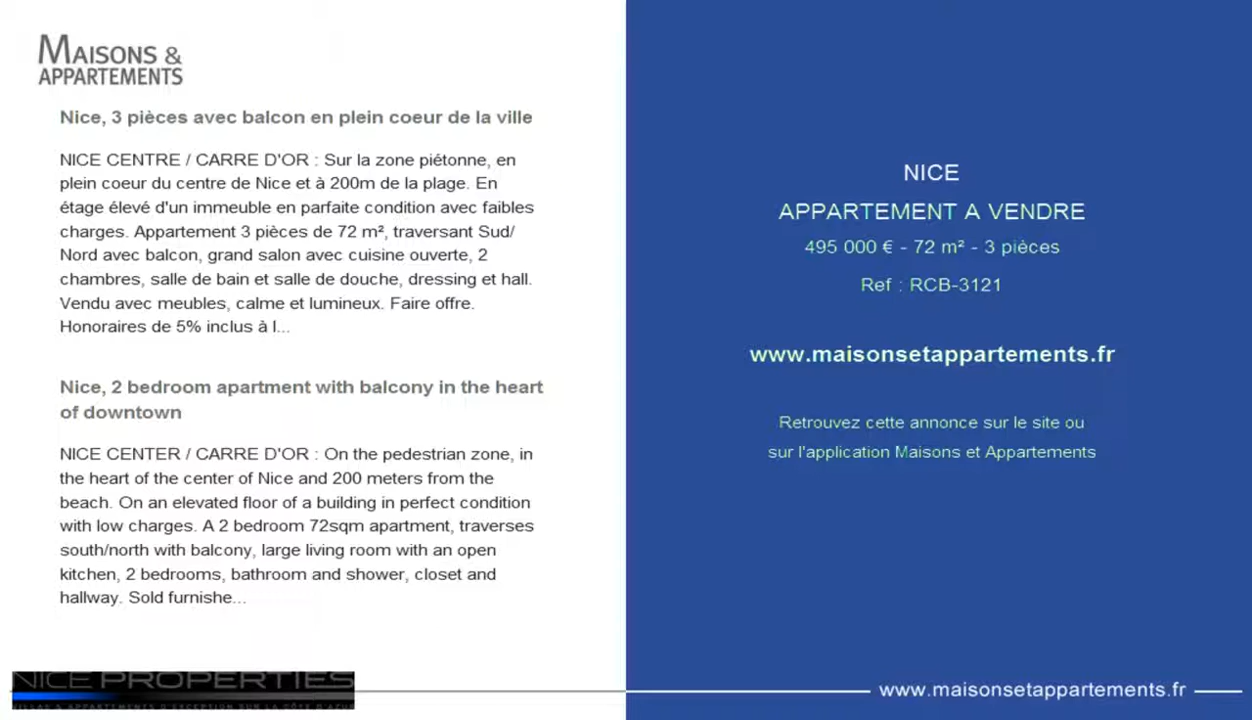 MAISONS &
APPARTEMENTS
Nice, 3 pièces avec balcon en plein coeur de la ville
NICE CENTRE / CARRE D'OR : Sur la zone piétonne, en
plein coeur du centre de Nice et à 200m de la plage. En
étage élevé d'un immeuble en parfaite condition avec faibles
charges. Appartement 3 pièces de 72 m², traversant Sud/
Nord avec balcon, grand salon avec cuisine ouverte, 2
chambres, salle de bain et salle de douche, dressing et hall.
Vendu avec meubles, calme et lumineux. Faire offre.
Honoraires de 5% inclus à l...
Nice, 2 bedroom apartment with balcony in the heart
of downtown
NICE CENTER / CARRE D'OR : On the pedestrian zone, in
the heart of the center of Nice and 200 meters from the
beach. On an elevated floor of a building in perfect condition
with low charges. A 2 bedroom 72sqm apartment, traverses
south/north with balcony, large living room with an open
kitchen, 2 bedrooms, bathroom and shower, closet and
hallway. Sold furnishe...
NICE PROPERTIES
VILLAS & APPARTEMENTS D'EXCEPTION SUR LA CÔTE D'AZUR
NICE
APPARTEMENT A VENDRE
495 000 € - 72 m² - 3 pièces
Ref : RCB-3121
www.maisonsetappartements.fr
Retrouvez cette annonce sur le site ou
sur l'application Maisons et Appartements
www.maisonsetappartements.fr